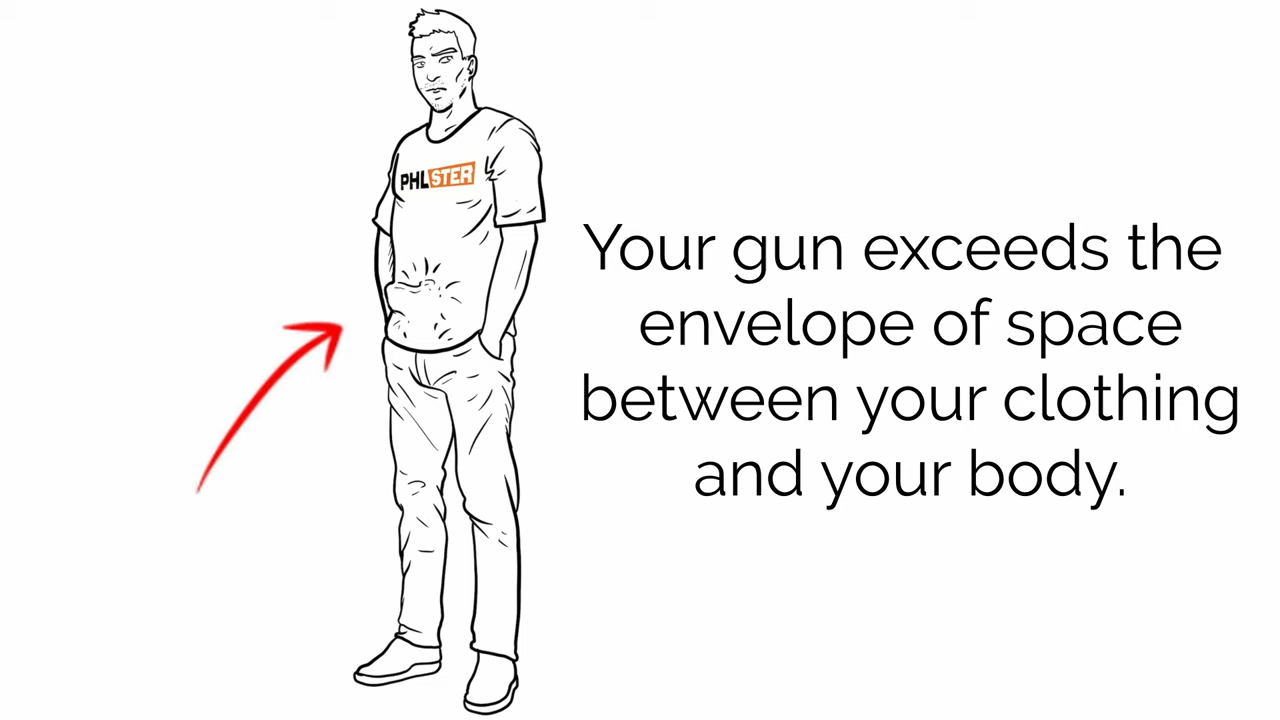 PHLSTER
Your gun exceeds the
envelope of space
between your clothing
and your body.